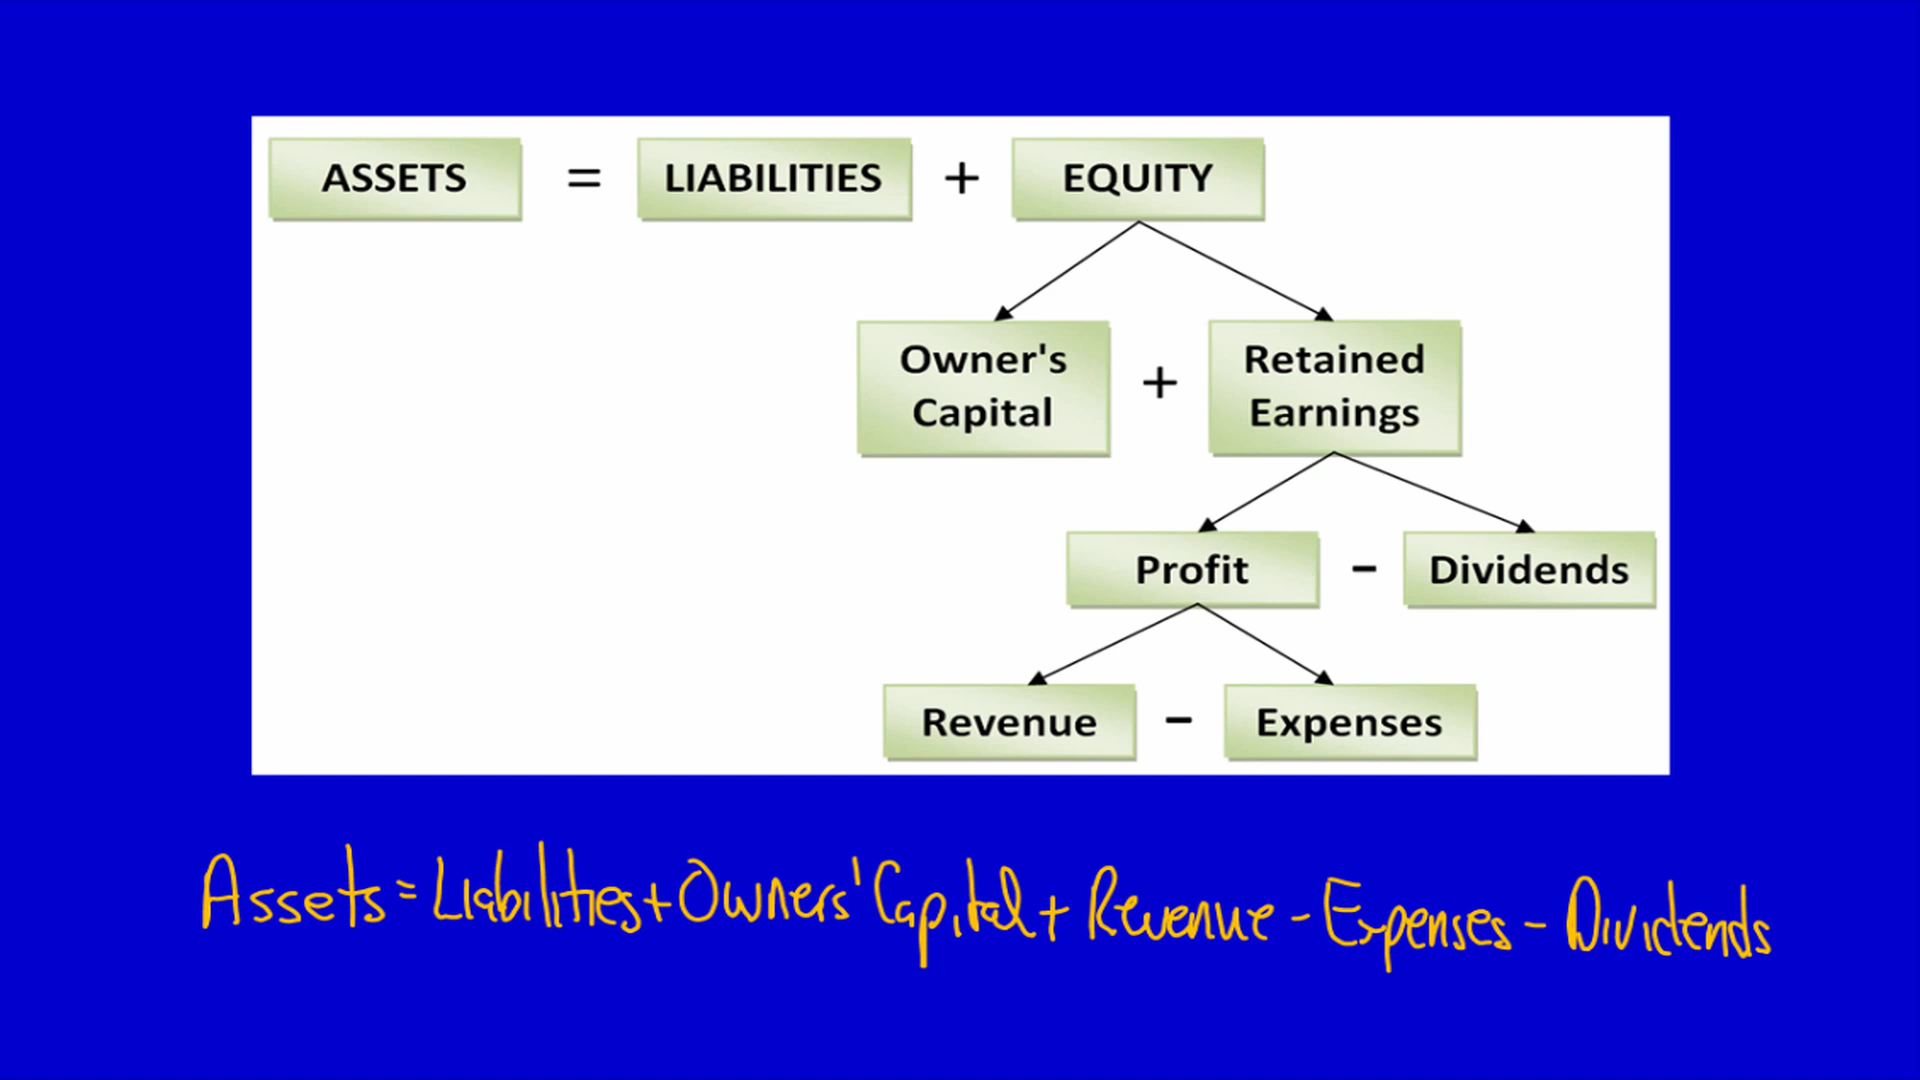 ASSETS = LIABILITIES + EQUITY
Owner's Capital + Retained Earnings
Profit - Dividends
Revenue - Expenses
Assets = Liabilities + Owners' Capital + Revenue - Expenses - Dividends